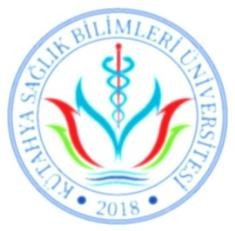 KÜTAHYA SAĞLIK BİLİMLERİ ÜNİVERSİTESİ
• 2018 •